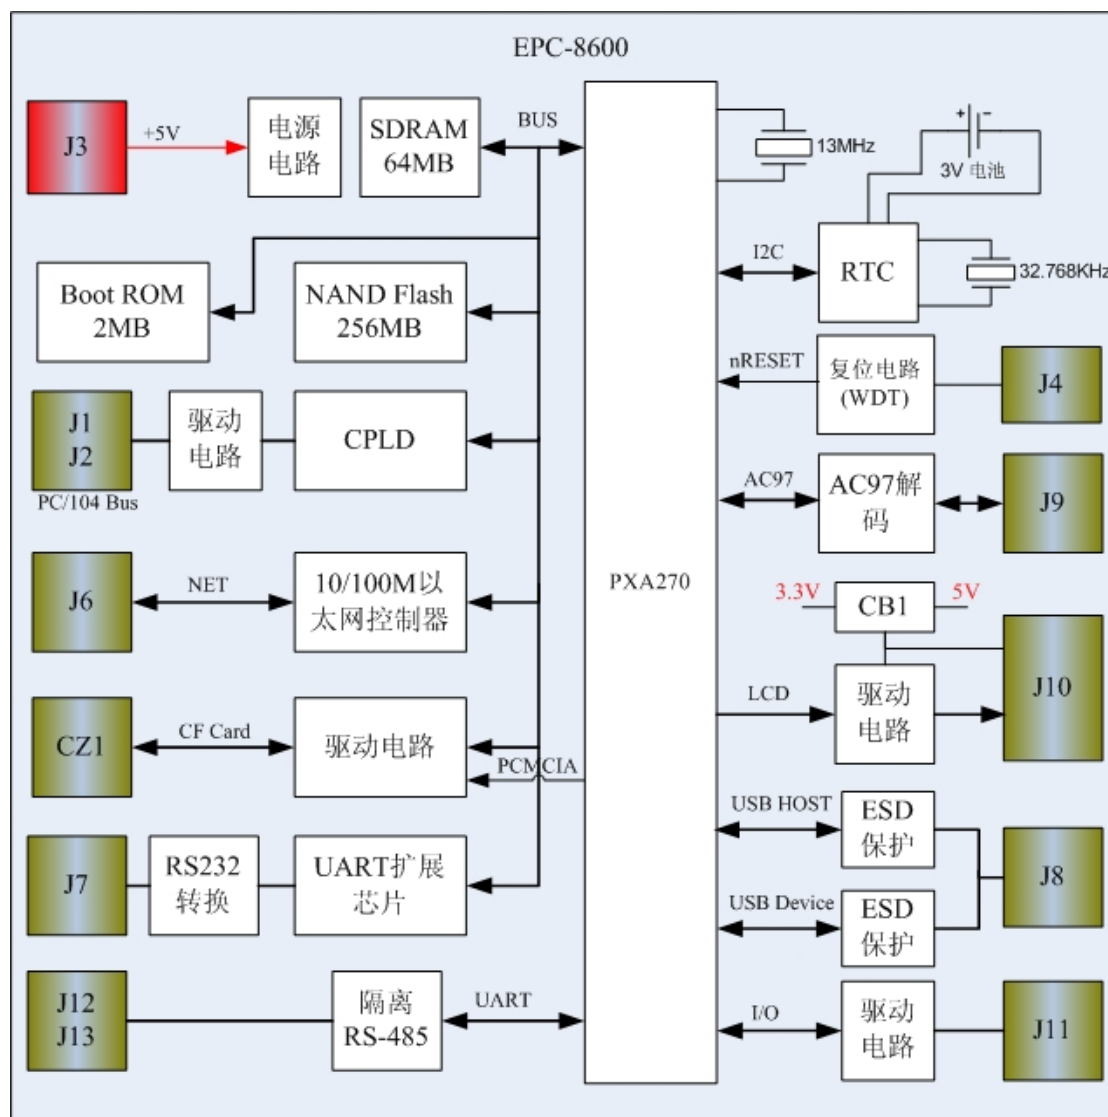 EPC-8600
J3
+5V
电源
电路
SDRAM
64MB
BUS
Boot ROM
2MB
NAND Flash
256MB
J1
J2
PC/104 Bus
驱动
电路
CPLD
J6
NET
10/100M以
太网控制器
CZ1
CF Card
驱动电路
PCMCIA
J7
RS232
转换
UART扩展
芯片
J12
J13
隔离
RS-485
UART
PXA270
13MHz
+ -
3V 电池
I2C
RTC
32.768KHz
nRESET
复位电路
(WDT)
J4
AC97
AC97解
码
J9
3.3V
CB1
5V
LCD
驱动
电路
J10
USB HOST
ESD
保护
USB Device
ESD
保护
J8
I/O
驱动
电路
J11